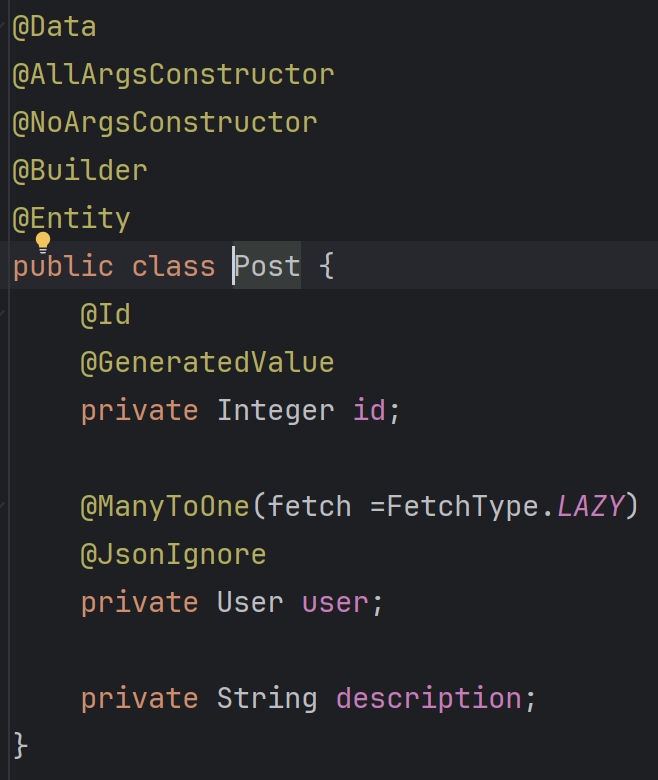 @Data
@AllArgsConstructor
@NoArgsConstructor
@Builder
@Entity
public class Post {
@Id
@GeneratedValue
private Integer id;
@ManyToOne(fetch =FetchType.LAZY)
@JsonIgnore
private User user;
private String description;
}